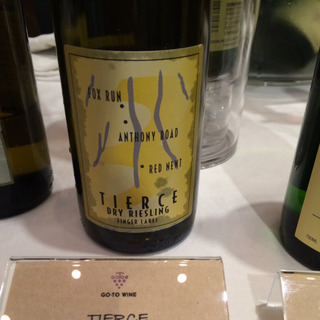 FOX RUN
ANTHONY ROAD
RED NEWT
TIERCE
DRY RIESLING
FINGER LAKES
GO-TO WINE
TIERCE